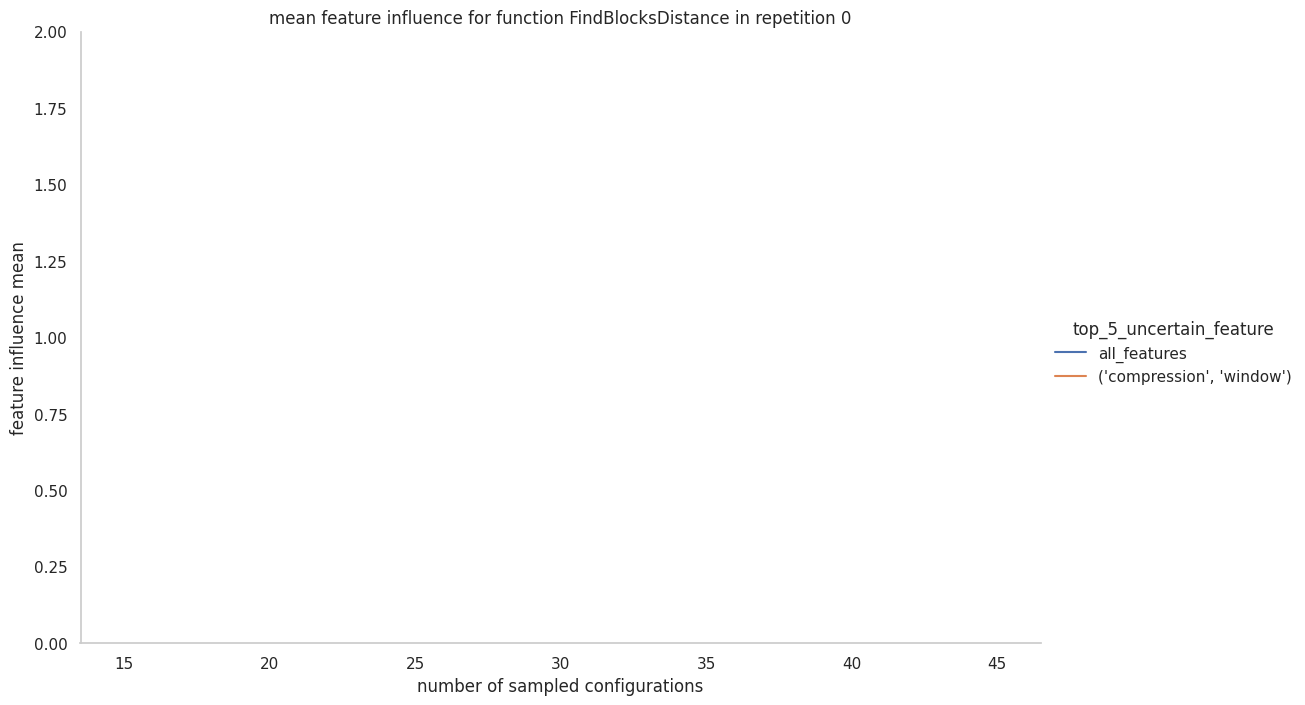 mean feature influence for function FindBlocksDistance in repetition 0
2.00
1.75
1.50
1.25
1.00
0.75
0.50
0.25
0.00
feature influence mean
15 20 25 30 35 40 45
number of sampled configurations
top_5_uncertain_feature
all_features
('compression', 'window')